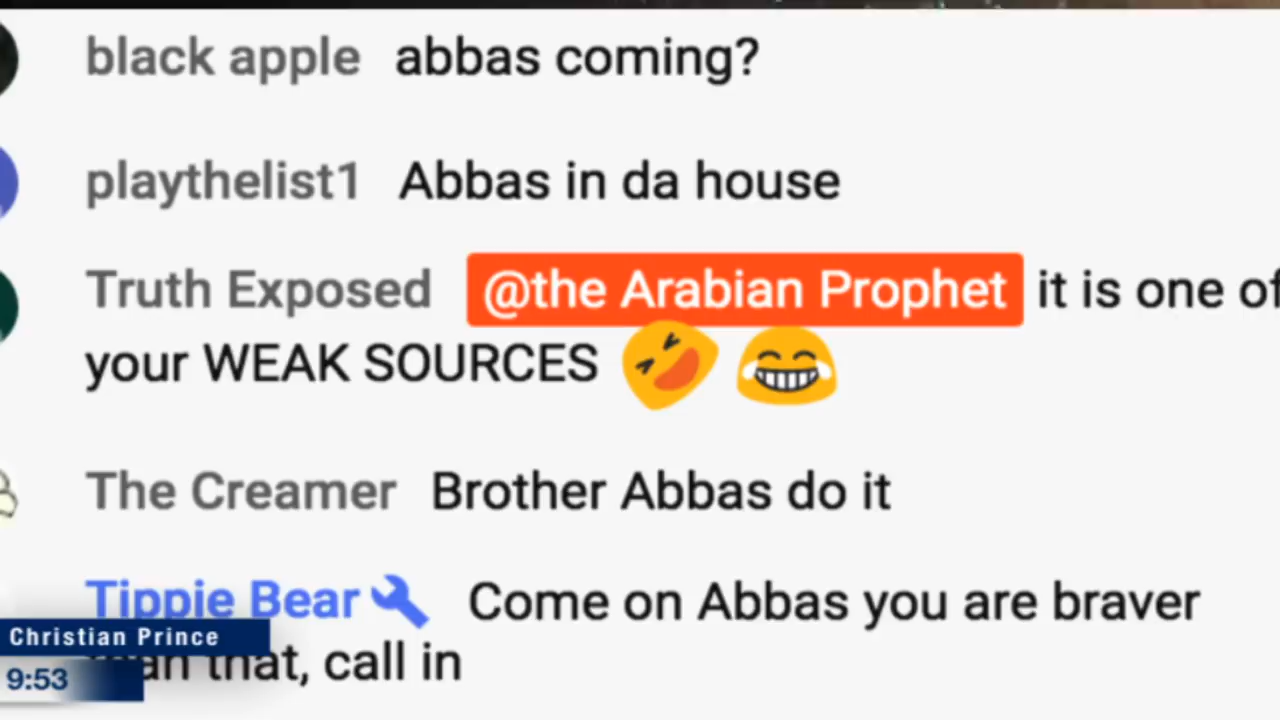 black apple abbas coming?
playthelist1 Abbas in da house
Truth Exposed @the Arabian Prophet it is one of
your WEAK SOURCES 🤣 😂
The Creamer Brother Abbas do it
Tippie Bear Come on Abbas you are braver
that, call in
Christian Prince
9:53